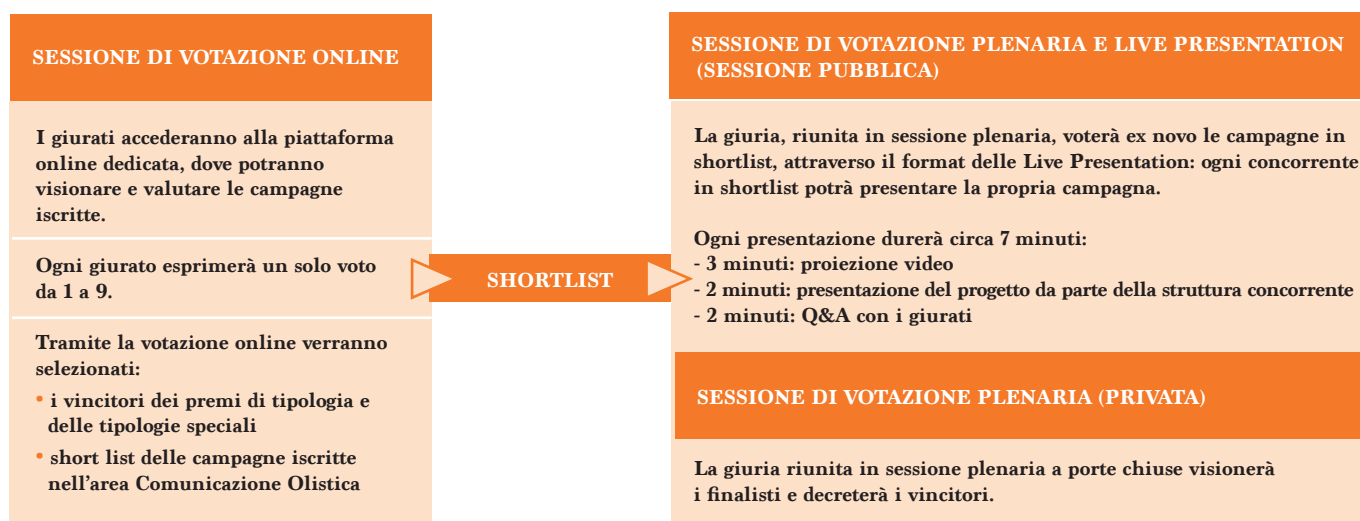 SESSIONE DI VOTAZIONE ONLINE
I giurati accederanno alla piattaforma
online dedicata, dove potranno
visionare e valutare le campagne
iscritte.
Ogni giurato esprimerà un solo voto
da 1 a 9.
Tramite la votazione online verranno
selezionati:
• i vincitori dei premi di tipologia e
delle tipologie speciali
• short list delle campagne iscritte
nell'area Comunicazione Olistica
SHORTLIST
SESSIONE DI VOTAZIONE PLENARIA E LIVE PRESENTATION
(SESSIONE PUBBLICA)
La giuria, riunita in sessione plenaria, voterà ex novo le campagne in
shortlist, attraverso il format delle Live Presentation: ogni concorrente
in shortlist potrà presentare la propria campagna.
Ogni presentazione durerà circa 7 minuti:
- 3 minuti: proiezione video
- 2 minuti: presentazione del progetto da parte della struttura concorrente
- 2 minuti: Q&A con i giurati
SESSIONE DI VOTAZIONE PLENARIA (PRIVATA)
La giuria riunita in sessione plenaria a porte chiuse visionerà
i finalisti e decreterà i vincitori.